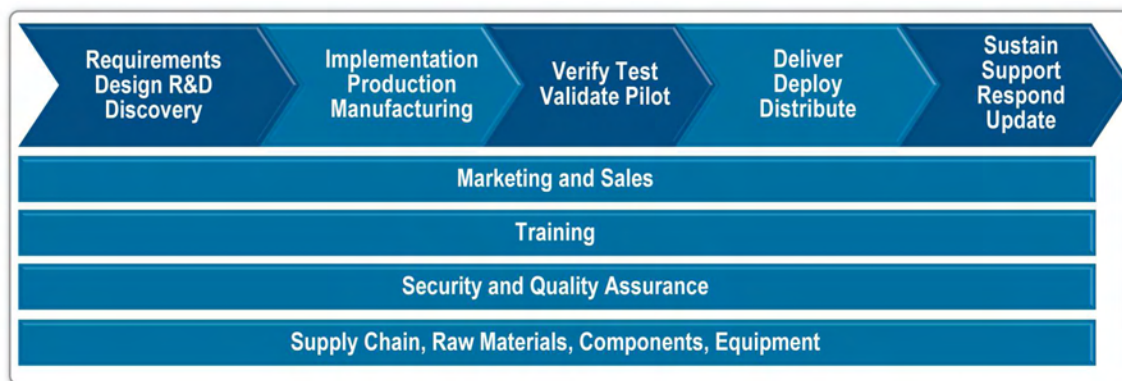 Requirements
Design R&D
Discovery
Implementation
Production
Manufacturing
Verify Test
Validate Pilot
Deliver
Deploy
Distribute
Sustain
Support
Respond
Update
Marketing and Sales
Training
Security and Quality Assurance
Supply Chain, Raw Materials, Components, Equipment